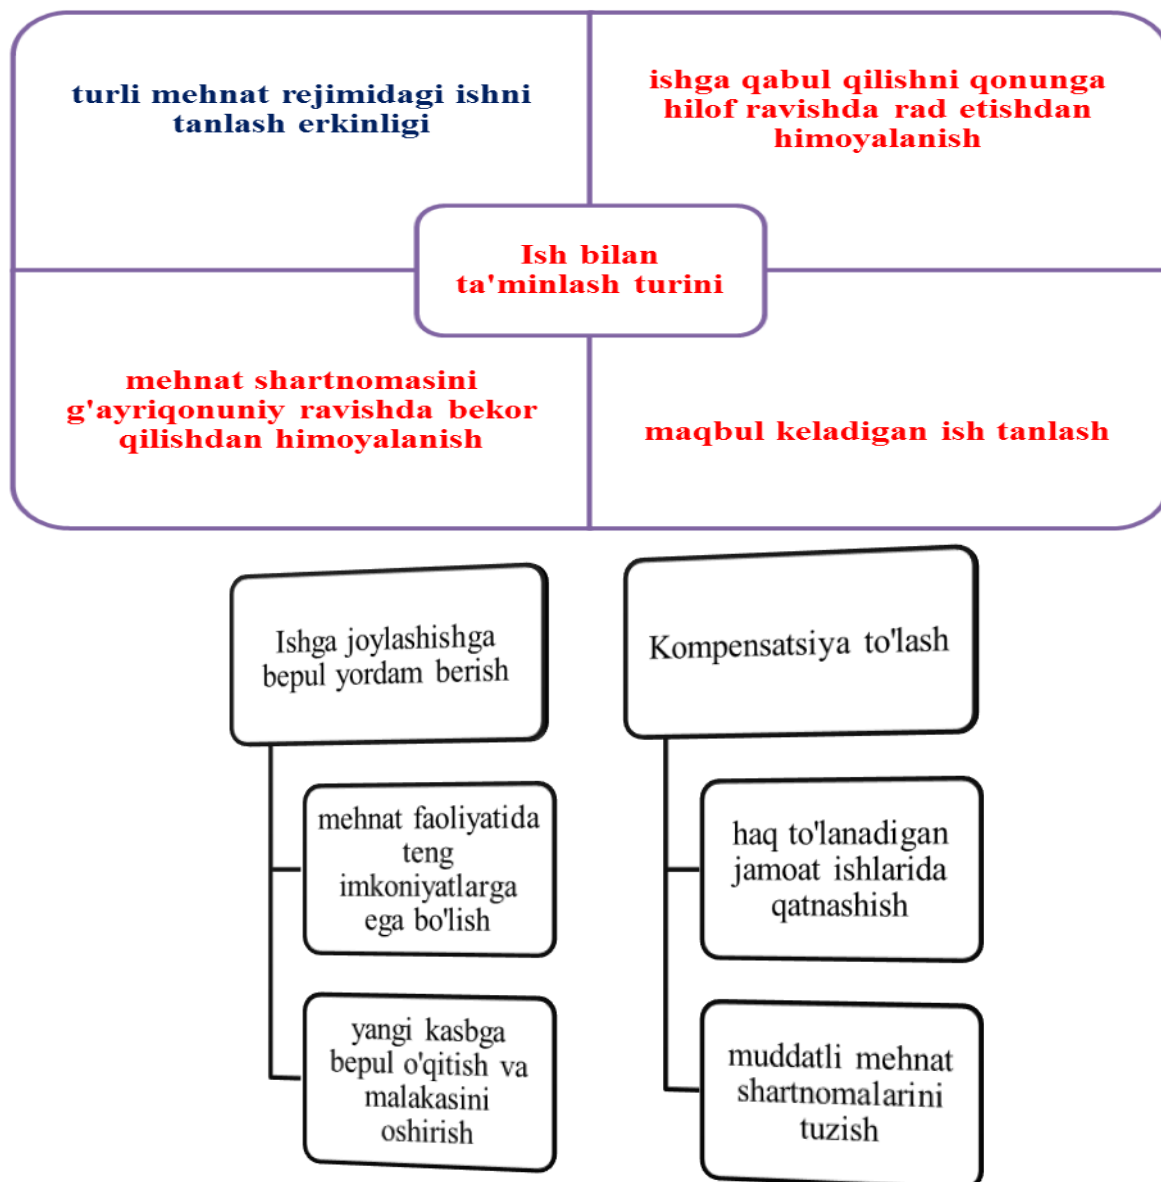 turli mehnat rejimidagi ishni
tanlash erkinligi
ishga qabul qilishni qonunga
hilof ravishda rad etishdan
himoyalanish
Ish bilan
ta'minlash turini
mehnat shartnomasini
g'ayriqonuniy ravishda bekor
qilishdan himoyalanish
maqbul keladigan ish tanlash
Ishga joylashishga
bepul yordam berish
mehnat faoliyatida
teng
imkoniyatlarga
ega bo'lish
yangi kasbga
bepul o'qitish va
malakasini
oshirish
Kompensatsiya to'lash
haq to'lanadigan
jamoat ishlarida
qatnashish
muddatli mehnat
shartnomalarini
tuzish